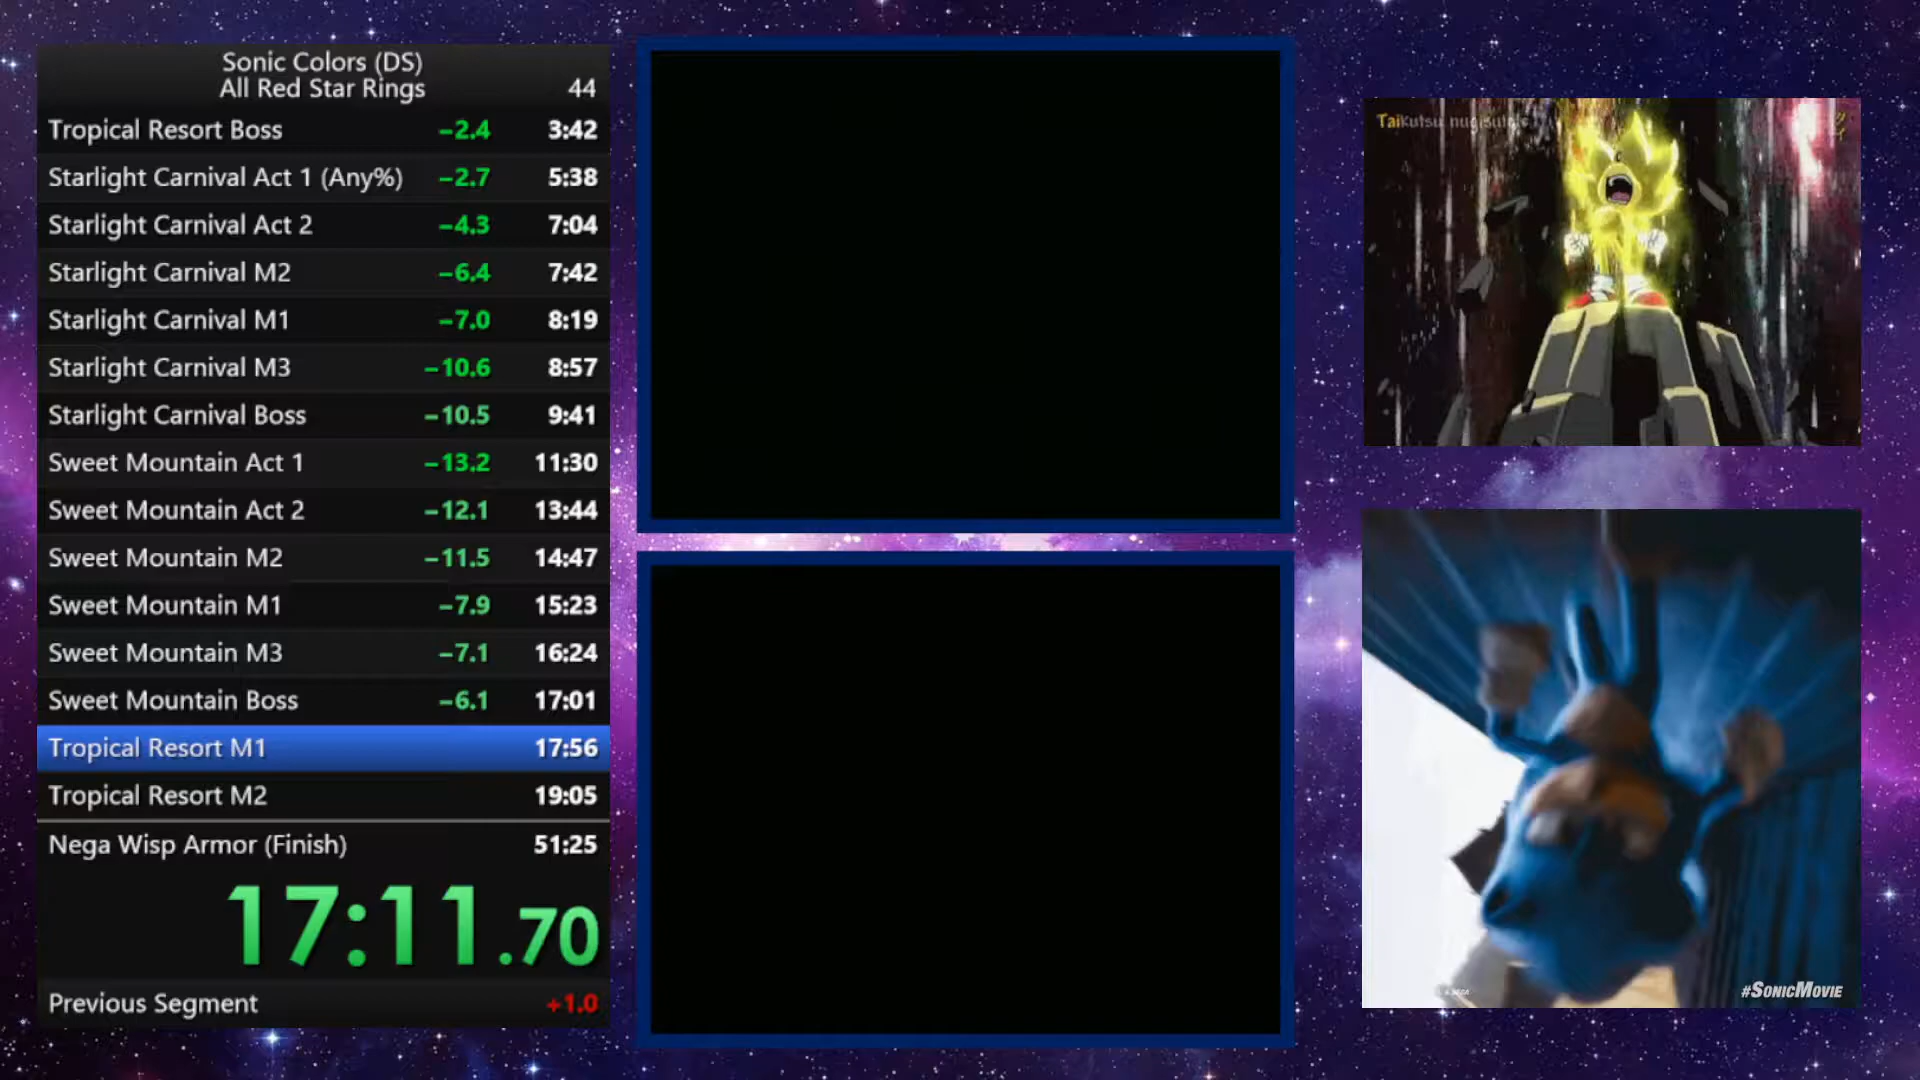 Sonic Colors (DS)
All Red Star Rings 44
Tropical Resort Boss −2.4 3:42
Starlight Carnival Act 1 (Any%) −2.7 5:38
Starlight Carnival Act 2 −4.3 7:04
Starlight Carnival M2 −6.4 7:42
Starlight Carnival M1 −7.0 8:19
Starlight Carnival M3 −10.6 8:57
Starlight Carnival Boss −10.5 9:41
Sweet Mountain Act 1 −13.2 11:30
Sweet Mountain Act 2 −12.1 13:44
Sweet Mountain M2 −11.5 14:47
Sweet Mountain M1 −7.9 15:23
Sweet Mountain M3 −7.1 16:24
Sweet Mountain Boss −6.1 17:01
Tropical Resort M1 17:56
Tropical Resort M2 19:05
Nega Wisp Armor (Finish) 51:25
17:11.70
Previous Segment +1.0
#SONICMOVIE